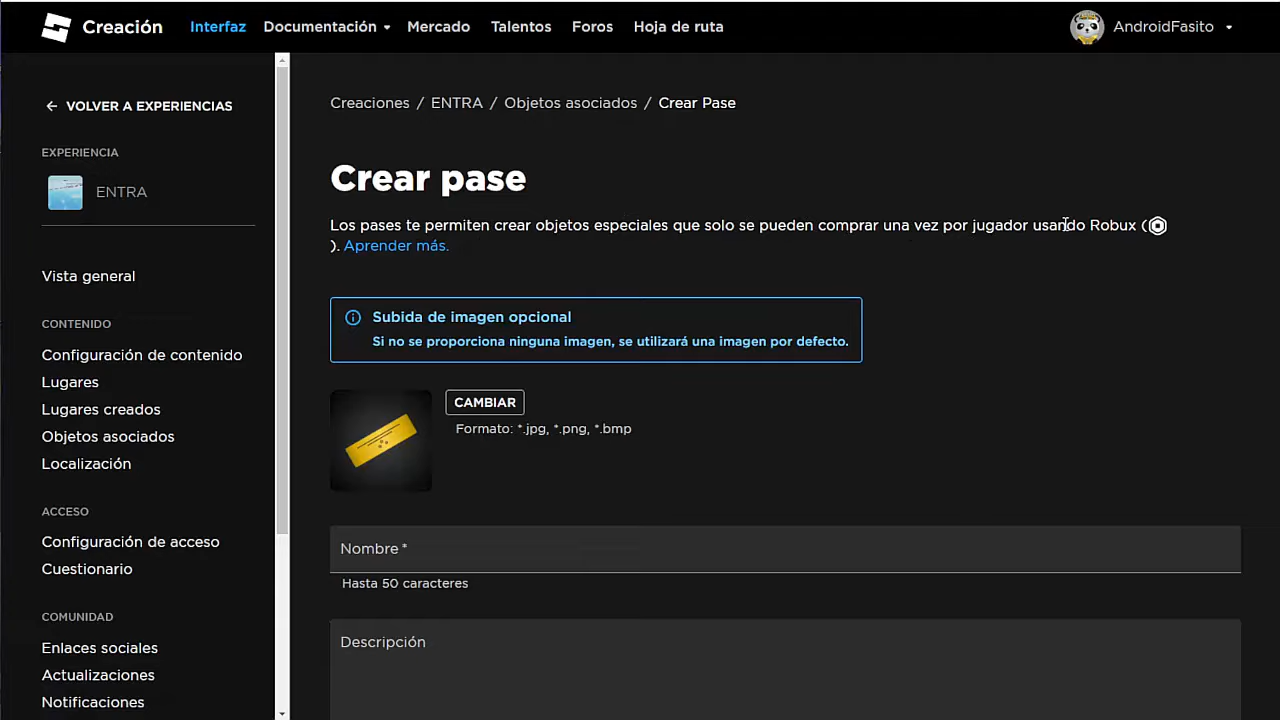 Creación
Interfaz
Documentación
Mercado
Talentos
Foros
Hoja de ruta
AndroidFasito
← VOLVER A EXPERIENCIAS
EXPERIENCIA
ENTRA
Vista general
CONTENIDO
Configuración de contenido
Lugares
Lugares creados
Objetos asociados
Localización
ACCESO
Configuración de acceso
Cuestionario
COMUNIDAD
Enlaces sociales
Actualizaciones
Notificaciones
Creaciones / ENTRA / Objetos asociados / Crear Pase
Crear pase
Los pases te permiten crear objetos especiales que solo se pueden comprar una vez por jugador usando Robux (
). Aprender más.
Subida de imagen opcional
Si no se proporciona ninguna imagen, se utilizará una imagen por defecto.
CAMBIAR
Formato: *.jpg, *.png, *.bmp
Nombre *
Hasta 50 caracteres
Descripción